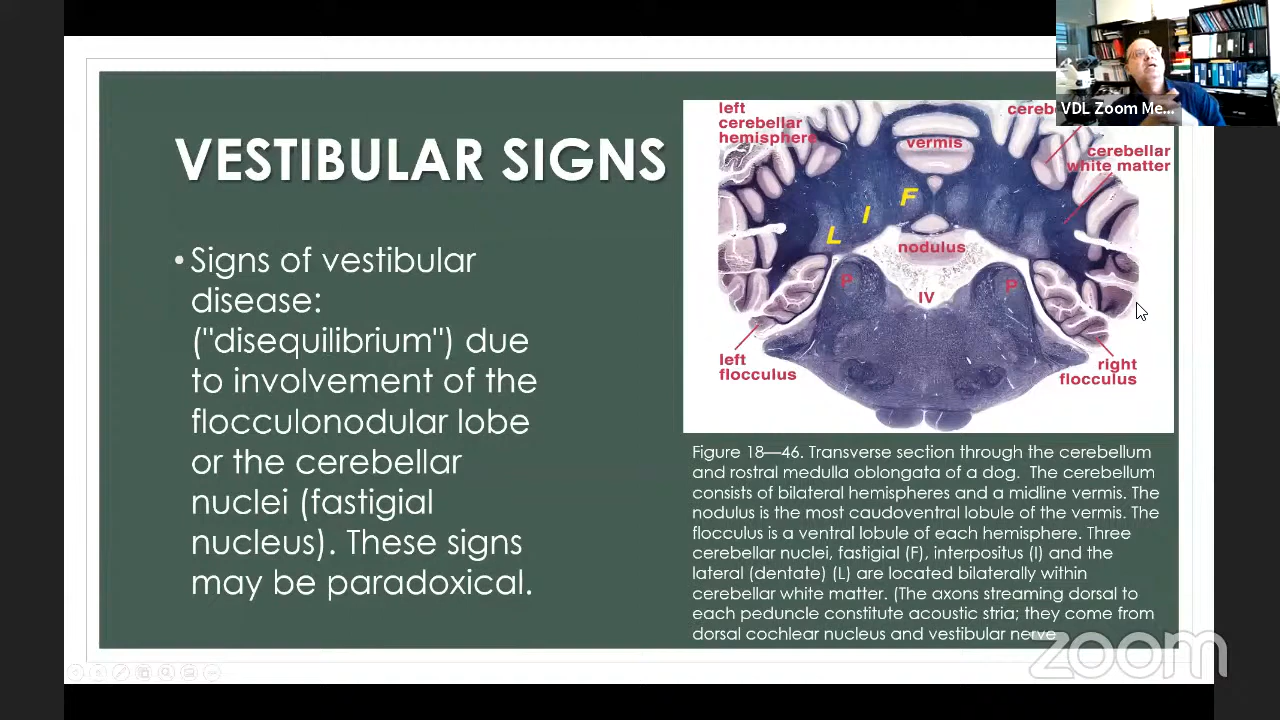 VDL Zoom Me...
VESTIBULAR SIGNS
• Signs of vestibular
disease:
("disequilibrium") due
to involvement of the
flocculonodular lobe
or the cerebellar
nuclei (fastigial
nucleus). These signs
may be paradoxical.
left
cerebellar
hemisphere
vermis
cerebellar
white matter
F
I
L
nodulus
P
P
IV
left
flocculus
right
flocculus
Figure 18—46. Transverse section through the cerebellum
and rostral medulla oblongata of a dog. The cerebellum
consists of bilateral hemispheres and a midline vermis. The
nodulus is the most caudoventral lobule of the vermis. The
flocculus is a ventral lobule of each hemisphere. Three
cerebellar nuclei, fastigial (F), interpositus (I) and the
lateral (dentate) (L) are located bilaterally within
cerebellar white matter. (The axons streaming dorsal to
each peduncle constitute acoustic stria; they come from
dorsal cochlear nucleus and vestibular nerve
zoom